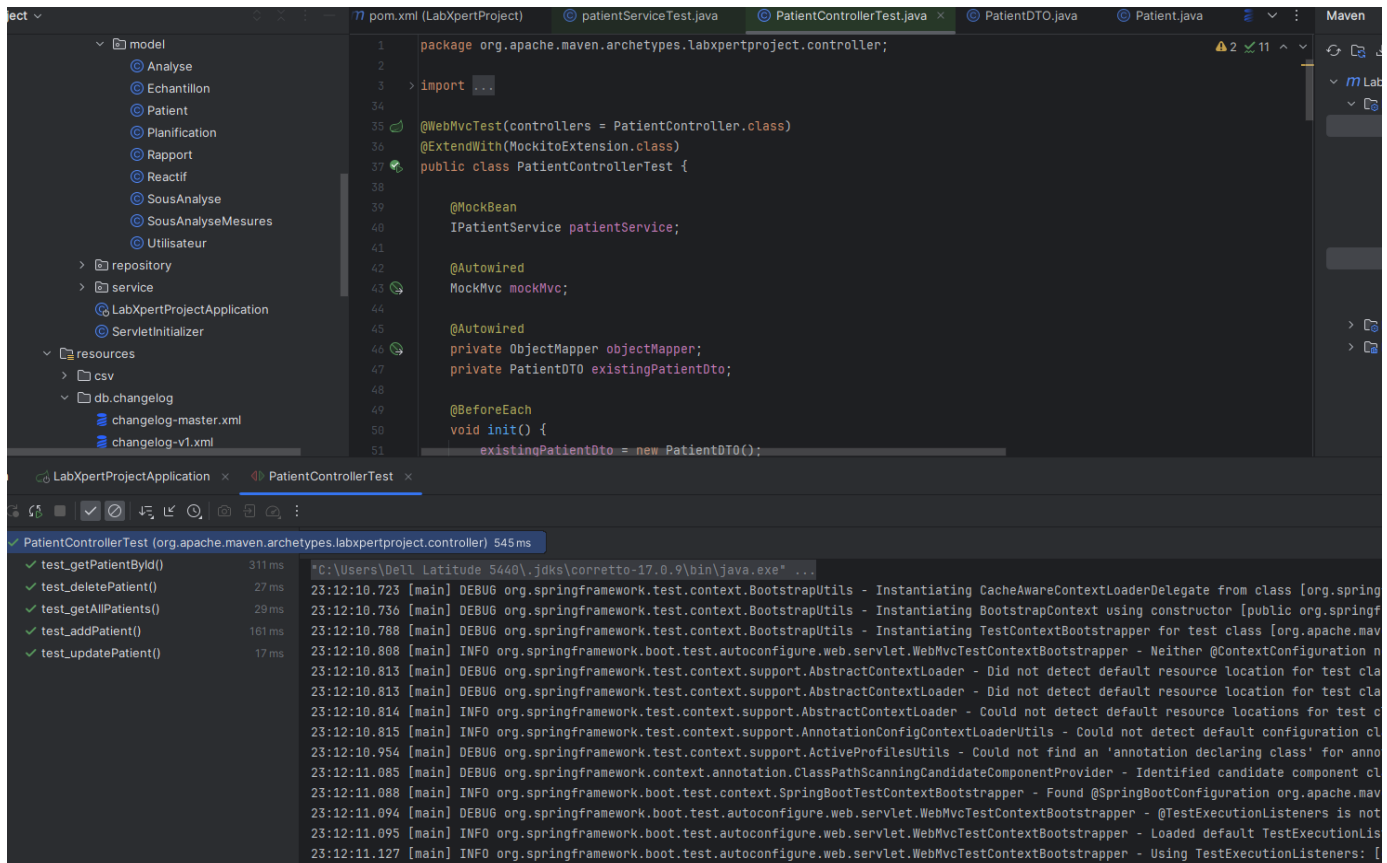 ject
pom.xml (LabXpertProject)
patientServiceTest.java
PatientControllerTest.java
PatientDTO.java
Patient.java
Maven
model
Analyse
Echantillon
Patient
Planification
Rapport
Reactif
SousAnalyse
SousAnalyseMesures
Utilisateur
repository
service
LabXpertProjectApplication
ServletInitializer
resources
csv
db.changelog
changelog-master.xml
changelog-v1.xml
1 package org.apache.maven.archetypes.labxpertproject.controller;
2
3 import ...
34
35 @WebMvcTest(controllers = PatientController.class)
36 @ExtendWith(MockitoExtension.class)
37 public class PatientControllerTest {
38
39 @MockBean
40 IPatientService patientService;
41
42 @Autowired
43 MockMvc mockMvc;
44
45 @Autowired
46 private ObjectMapper objectMapper;
47 private PatientDTO existingPatientDto;
48
49 @BeforeEach
50 void init() {
51 existingPatientDto = new PatientDTO();
2 11
Lab
LabXpertProjectApplication
PatientControllerTest
PatientControllerTest (org.apache.maven.archetypes.labxpertproject.controller) 545 ms
test_getPatientById() 311 ms
test_deletePatient() 27 ms
test_getAllPatients() 29 ms
test_addPatient() 161 ms
test_updatePatient() 17 ms
"C:\Users\Dell Latitude 5440\.jdks\corretto-17.0.9\bin\java.exe" ...
23:12:10.723 [main] DEBUG org.springframework.test.context.BootstrapUtils - Instantiating CacheAwareContextLoaderDelegate from class [org.spring
23:12:10.736 [main] DEBUG org.springframework.test.context.BootstrapUtils - Instantiating BootstrapContext using constructor [public org.springf
23:12:10.788 [main] DEBUG org.springframework.test.context.BootstrapUtils - Instantiating TestContextBootstrapper for test class [org.apache.mav
23:12:10.808 [main] INFO org.springframework.boot.test.autoconfigure.web.servlet.WebMvcTestContextBootstrapper - Neither @ContextConfiguration n
23:12:10.813 [main] DEBUG org.springframework.test.context.support.AbstractContextLoader - Did not detect default resource location for test cla
23:12:10.813 [main] DEBUG org.springframework.test.context.support.AbstractContextLoader - Did not detect default resource location for test cla
23:12:10.814 [main] INFO org.springframework.test.context.support.AbstractContextLoader - Could not detect default resource locations for test c
23:12:10.815 [main] INFO org.springframework.test.context.support.AnnotationConfigContextLoaderUtils - Could not detect default configuration cl
23:12:10.954 [main] DEBUG org.springframework.test.context.support.ActiveProfilesUtils - Could not find an 'annotation declaring class' for anno
23:12:11.085 [main] DEBUG org.springframework.context.annotation.ClassPathScanningCandidateComponentProvider - Identified candidate component cl
23:12:11.088 [main] INFO org.springframework.boot.test.context.SpringBootTestContextBootstrapper - Found @SpringBootConfiguration org.apache.mav
23:12:11.094 [main] DEBUG org.springframework.boot.test.autoconfigure.web.servlet.WebMvcTestContextBootstrapper - @TestExecutionListeners is not
23:12:11.095 [main] INFO org.springframework.boot.test.autoconfigure.web.servlet.WebMvcTestContextBootstrapper - Loaded default TestExecutionLis
23:12:11.127 [main] INFO org.springframework.boot.test.autoconfigure.web.servlet.WebMvcTestContextBootstrapper - Using TestExecutionListeners: [